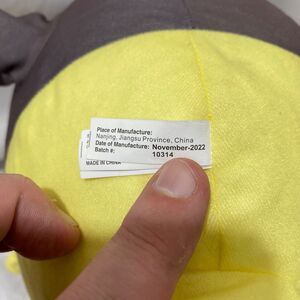 Place of Manufacture:
Nanjing, Jiangsu Province, China
Date of Manufacture: November-2022
Batch #: 10314
MADE IN CHINA